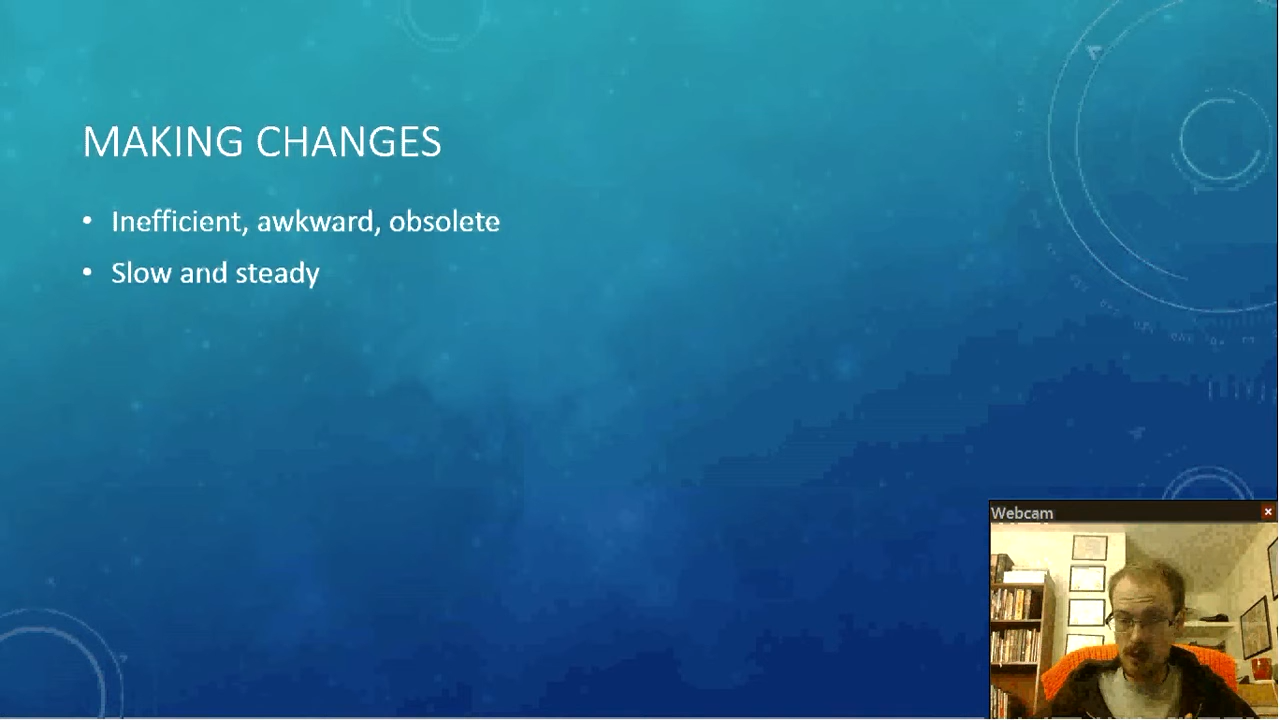 MAKING CHANGES
• Inefficient, awkward, obsolete
• Slow and steady
Webcam